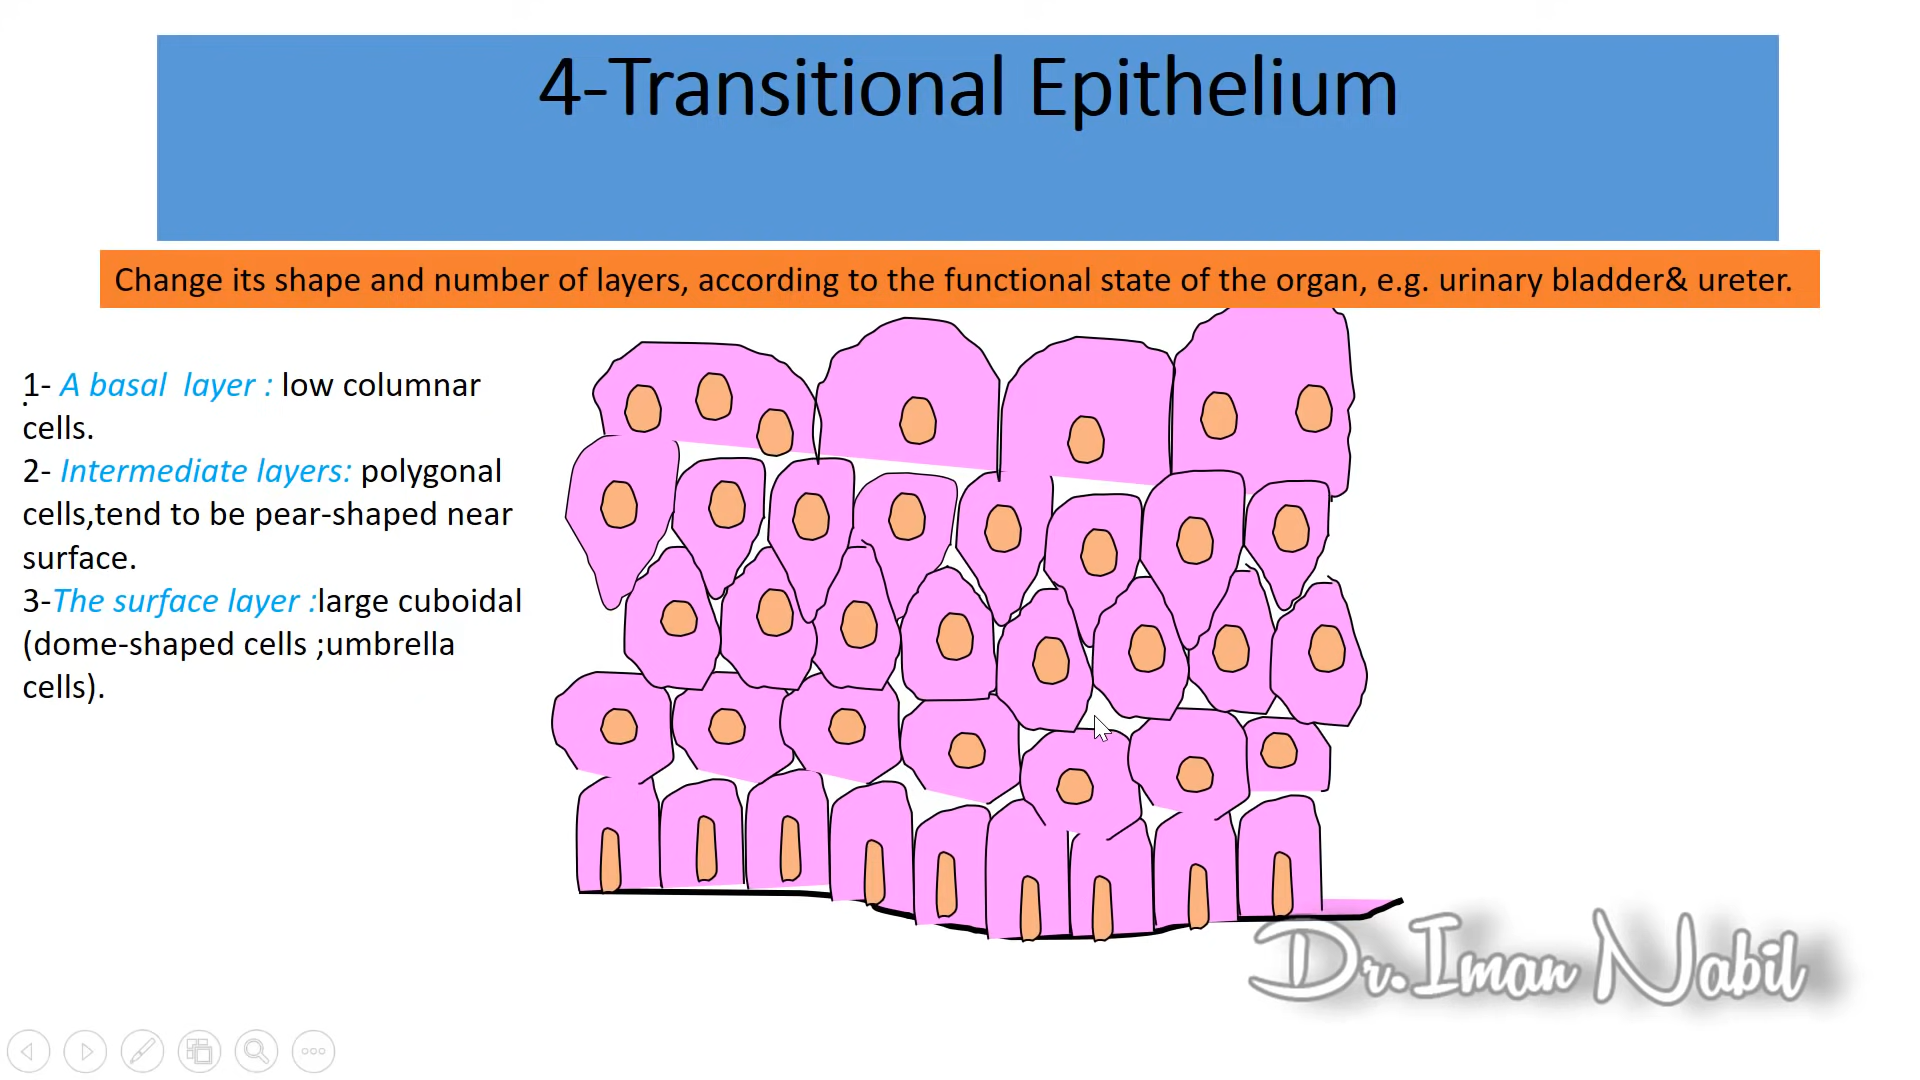 4-Transitional Epithelium
Change its shape and number of layers, according to the functional state of the organ, e.g. urinary bladder& ureter.
1- A basal  layer : low columnar
cells.
2- Intermediate layers: polygonal
cells,tend to be pear-shaped near
surface.
3-The surface layer :large cuboidal
(dome-shaped cells ;umbrella
cells).
Dr.Iman Nabil